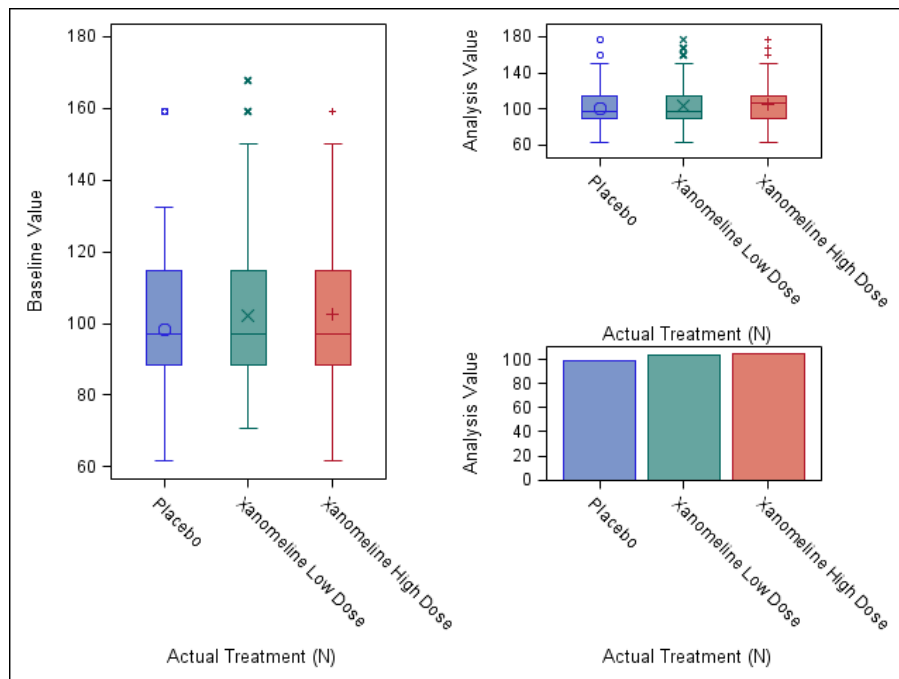 Baseline Value
180
160
140
120
100
80
60
Placebo
Xanomeline Low Dose
Xanomeline High Dose
Actual Treatment (N)
Analysis Value
180
140
100
60
Placebo
Xanomeline Low Dose
Xanomeline High Dose
Actual Treatment (N)
Analysis Value
100
80
60
40
20
0
Placebo
Xanomeline Low Dose
Xanomeline High Dose
Actual Treatment (N)